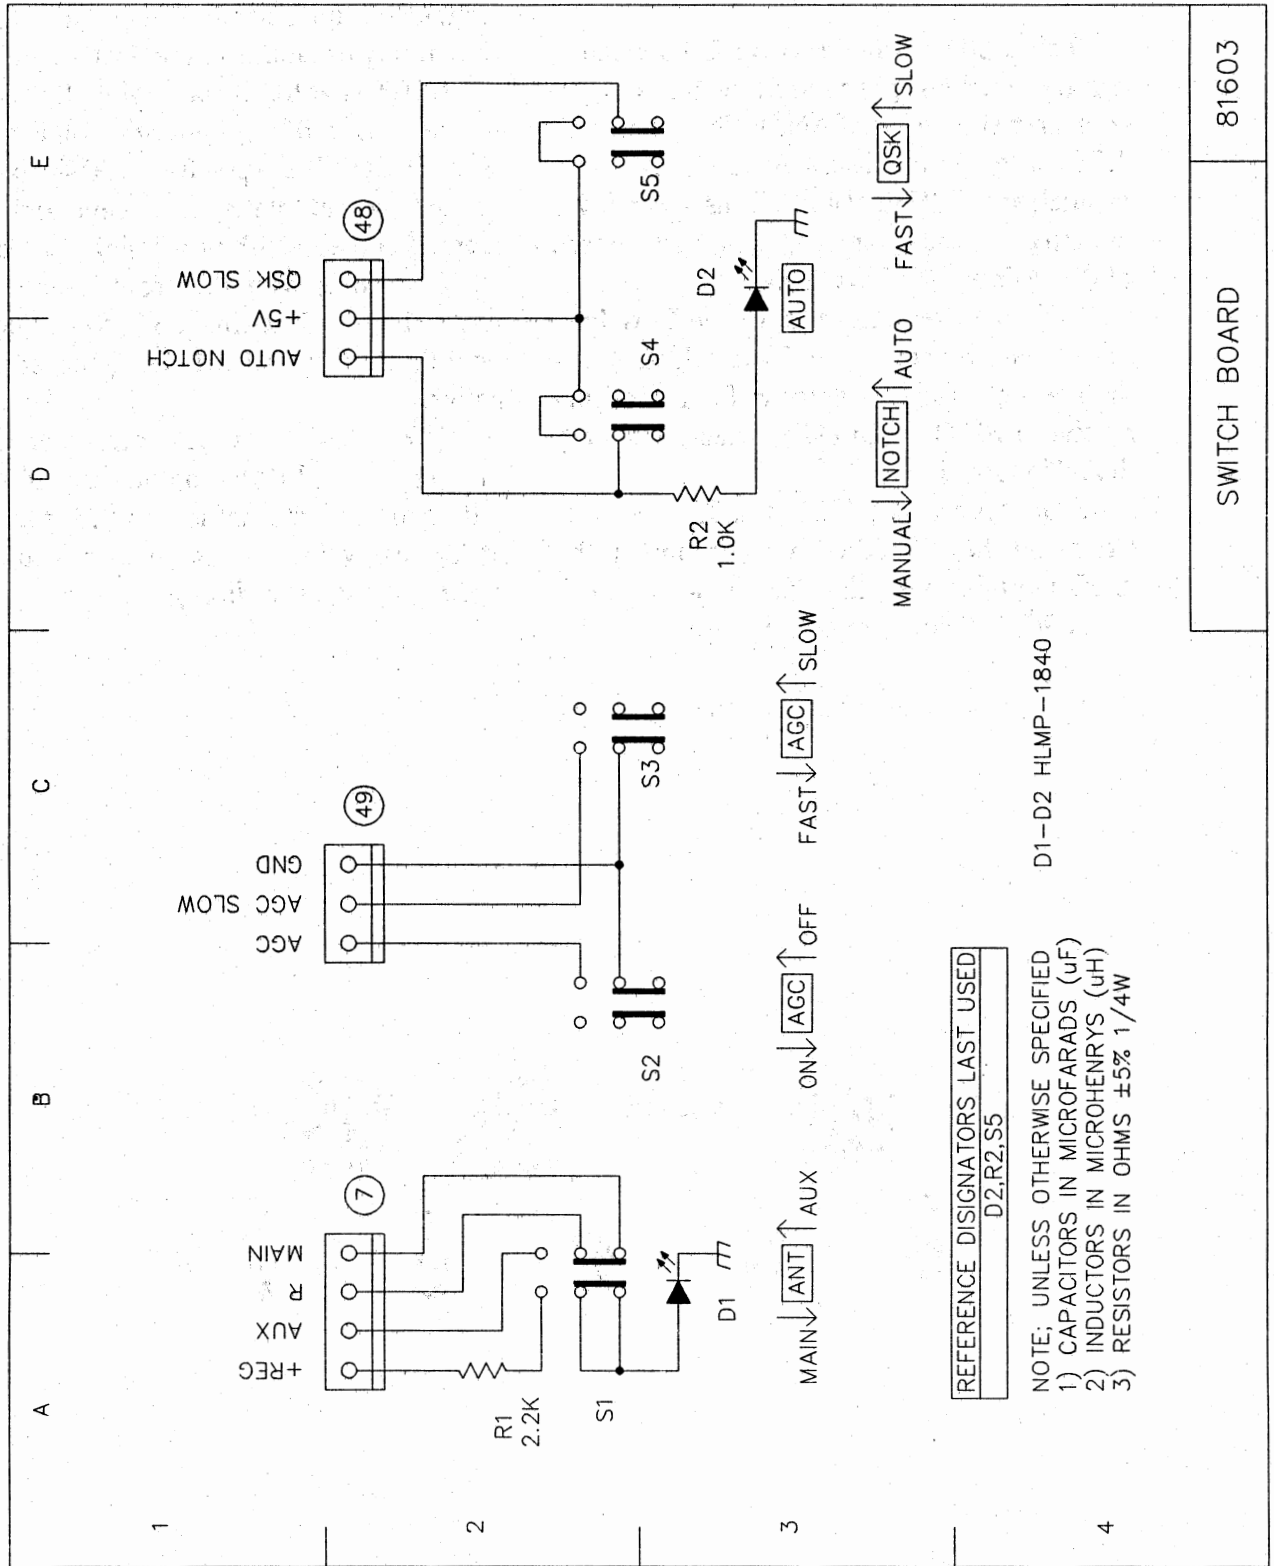 A
B
C
D
E
1
2
3
4
+REG
AUX
R
MAIN
7
R1
2.2K
S1
D1
MAIN ANT AUX
AGC
AGC SLOW
GND
49
S2
S3
ON AGC OFF
FAST AGC SLOW
AUTO NOTCH
+5V
QSK SLOW
48
S4
S5
R2
1.0K
D2
AUTO
MANUAL NOTCH AUTO
FAST QSK SLOW
REFERENCE DISIGNATORS LAST USED
D2,R2,S5
NOTE; UNLESS OTHERWISE SPECIFIED
1) CAPACITORS IN MICROFARADS (uF)
2) INDUCTORS IN MICROHENRYS (uH)
3) RESISTORS IN OHMS ±5% 1/4W
D1-D2 HLMP-1840
SWITCH BOARD
81603